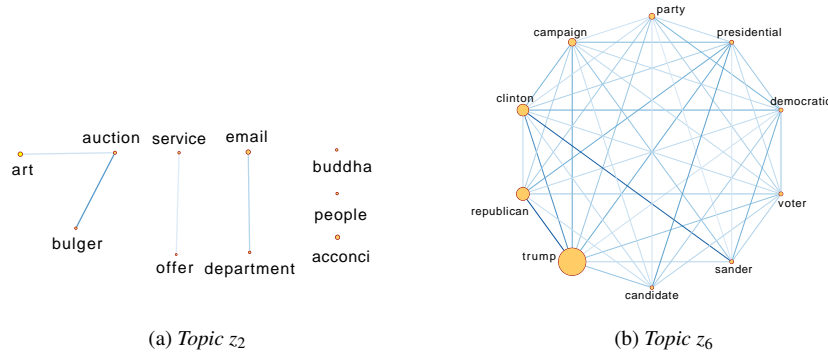 party
campaign
presidential
clinton
democratic
republican
voter
trump
sander
candidate
auction
service
email
art
buddha
bulger
people
offer
department
acconci
(a) Topic z2
(b) Topic z6